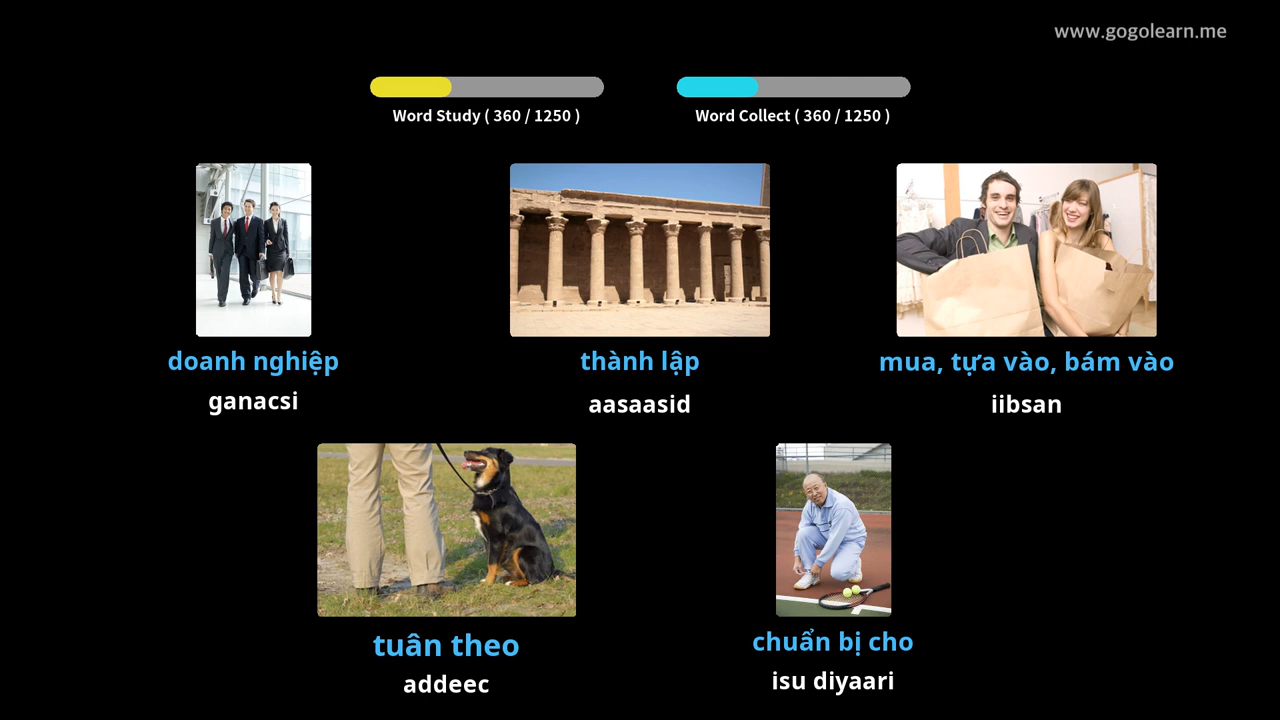 www.gogolearn.me
Word Study ( 360 / 1250 )
Word Collect ( 360 / 1250 )
doanh nghiệp
ganacsi
thành lập
aasaasid
mua, tựa vào, bám vào
iibsan
tuân theo
addeec
chuẩn bị cho
isu diyaari